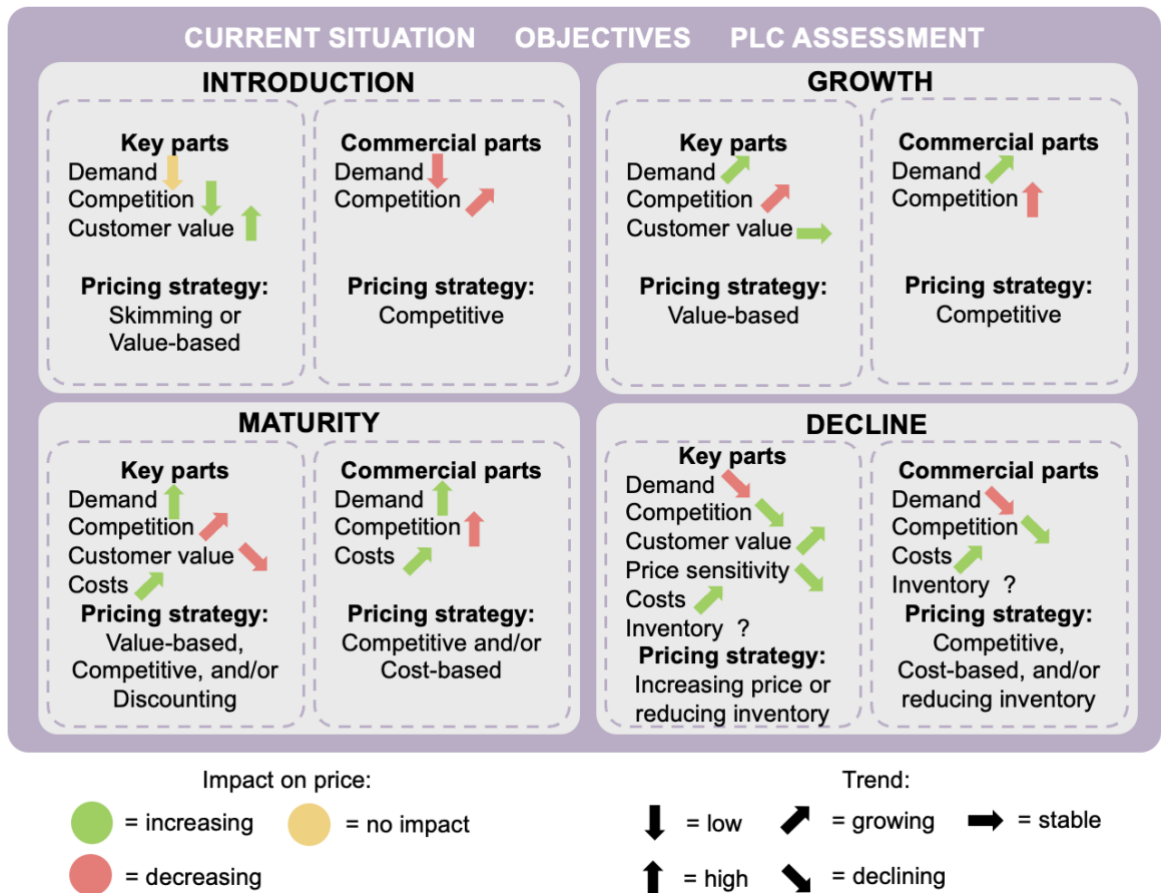 CURRENT SITUATION OBJECTIVES PLC ASSESSMENT
INTRODUCTION
Key parts
Demand
Competition
Customer value
Pricing strategy:
Skimming or
Value-based
Commercial parts
Demand
Competition
Pricing strategy:
Competitive
GROWTH
Key parts
Demand
Competition
Customer value
Pricing strategy:
Value-based
Commercial parts
Demand
Competition
Pricing strategy:
Competitive
MATURITY
Key parts
Demand
Competition
Customer value
Costs
Pricing strategy:
Value-based,
Competitive, and/or
Discounting
Commercial parts
Demand
Competition
Costs
Pricing strategy:
Competitive and/or
Cost-based
DECLINE
Key parts
Demand
Competition
Customer value
Price sensitivity
Costs
Inventory ?
Pricing strategy:
Increasing price or
reducing inventory
Commercial parts
Demand
Competition
Costs
Inventory ?
Pricing strategy:
Competitive,
Cost-based, and/or
reducing inventory
Impact on price:
= increasing
= no impact
= decreasing
Trend:
= low
= growing
= stable
= high
= declining